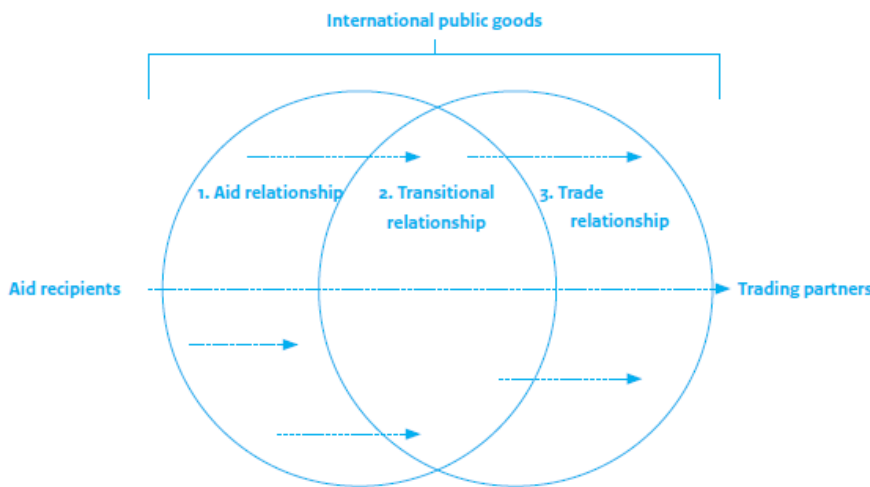 International public goods
1. Aid relationship
2. Transitional
relationship
3. Trade
relationship
Aid recipients
Trading partners